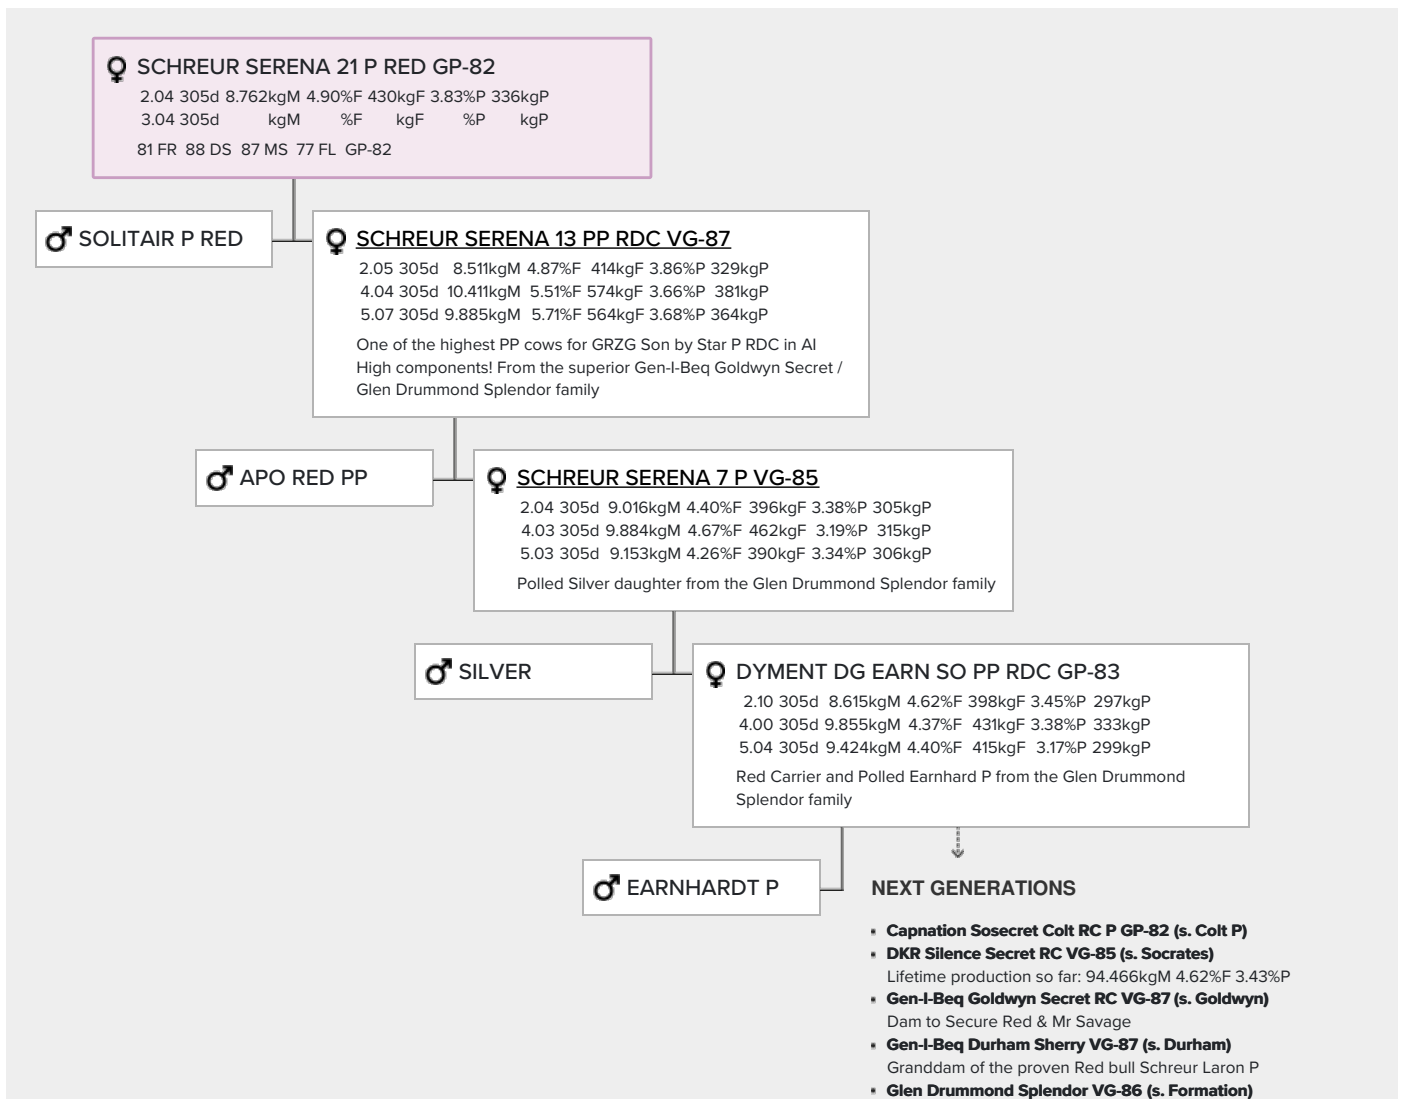 SCHREUR SERENA 21 P RED GP-82
2.04 305d 8.762kgM 4.90%F 430kgF 3.83%P 336kgP
3.04 305d kgM %F kgF %P kgP
81 FR 88 DS 87 MS 77 FL GP-82
SOLITAIR P RED
SCHREUR SERENA 13 PP RDC VG-87
2.05 305d 8.511kgM 4.87%F 414kgF 3.86%P 329kgP
4.04 305d 10.411kgM 5.51%F 574kgF 3.66%P 381kgP
5.07 305d 9.885kgM 5.71%F 564kgF 3.68%P 364kgP
One of the highest PP cows for GRZG Son by Star P RDC in AI
High components! From the superior Gen-I-Beq Goldwyn Secret /
Glen Drummond Splendor family
APO RED PP
SCHREUR SERENA 7 P VG-85
2.04 305d 9.016kgM 4.40%F 396kgF 3.38%P 305kgP
4.03 305d 9.884kgM 4.67%F 462kgF 3.19%P 315kgP
5.03 305d 9.153kgM 4.26%F 390kgF 3.34%P 306kgP
Polled Silver daughter from the Glen Drummond Splendor family
SILVER
DYMENT DG EARN SO PP RDC GP-83
2.10 305d 8.615kgM 4.62%F 398kgF 3.45%P 297kgP
4.00 305d 9.855kgM 4.37%F 431kgF 3.38%P 333kgP
5.04 305d 9.424kgM 4.40%F 415kgF 3.17%P 299kgP
Red Carrier and Polled Earnhard P from the Glen Drummond
Splendor family
EARNHARDT P
NEXT GENERATIONS
Capnation Sosecret Colt RC P GP-82 (s. Colt P)
DKR Silence Secret RC VG-85 (s. Socrates)
Lifetime production so far: 94.466kgM 4.62%F 3.43%P
Gen-I-Beq Goldwyn Secret RC VG-87 (s. Goldwyn)
Dam to Secure Red & Mr Savage
Gen-I-Beq Durham Sherry VG-87 (s. Durham)
Granddam of the proven Red bull Schreur Laron P
Glen Drummond Splendor VG-86 (s. Formation)